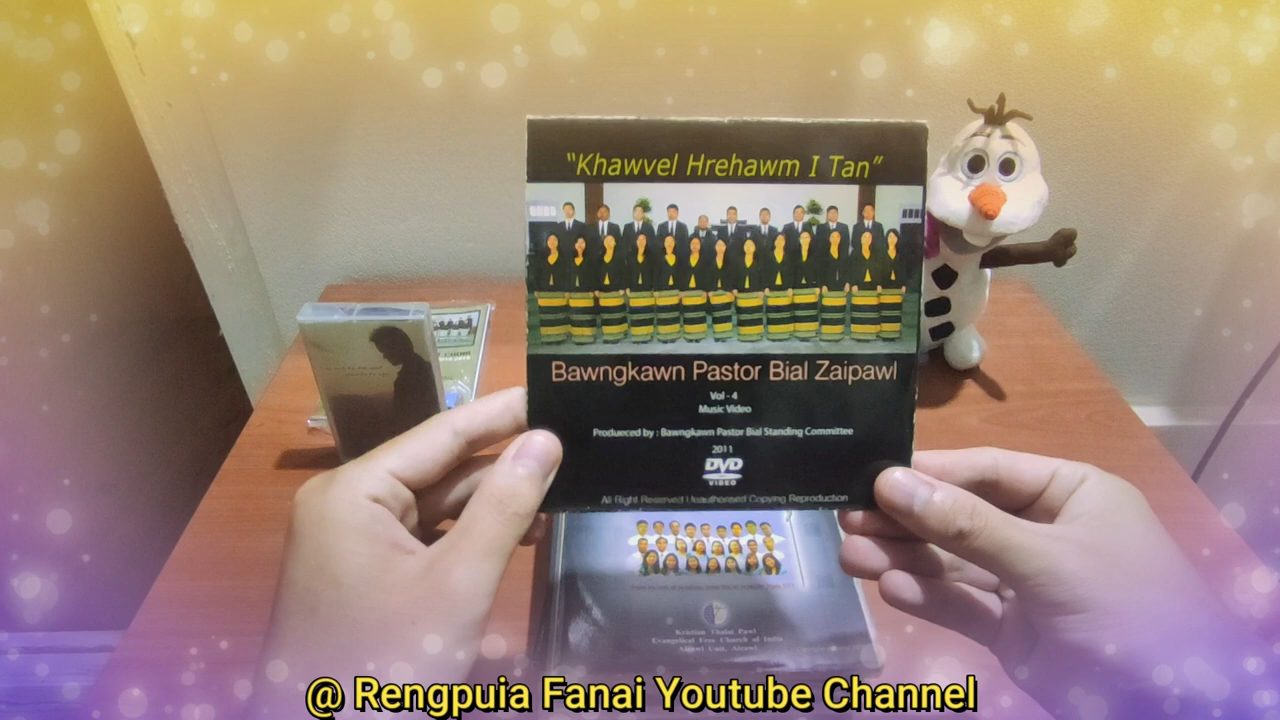 “Khawvel Hrehawm I Tan”
Bawngkawn Pastor Bial Zaipawl
Vol - 4
Music Video
Produeced by : Bawngkawn Pastor Bial Standing Committee
2011
DVD
VIDEO
All Right Reserved Unauthorised Copying Reproduction
Kristian Thalai Pawl
Evangelical Free Church of India
Aizawl
@ Rengpuia Fanai Youtube Channel